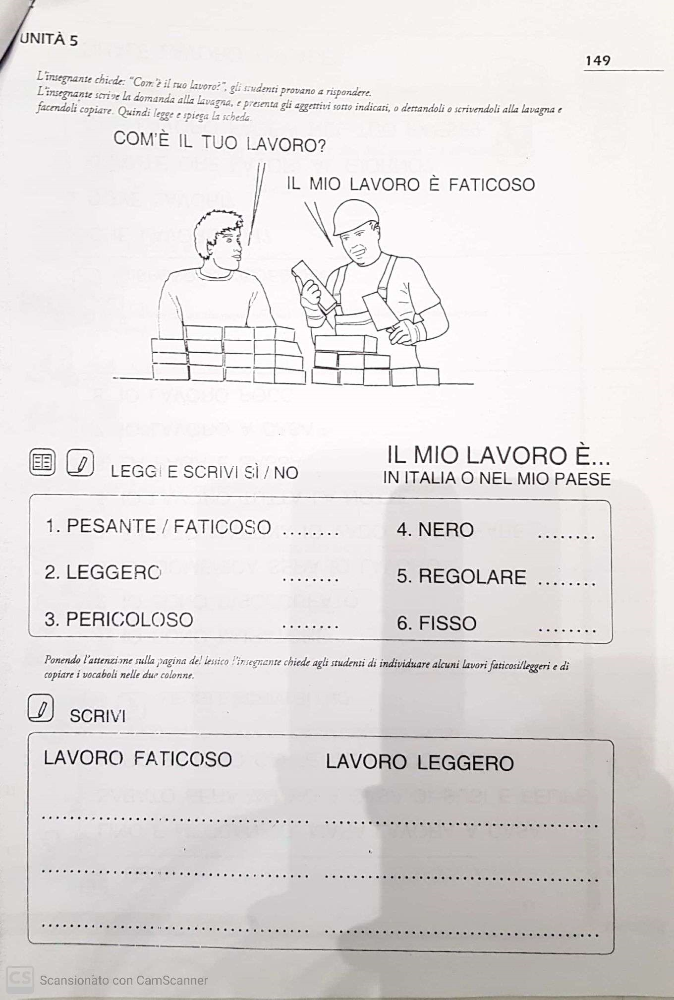 UNITÀ 5
149
L'insegnante chiede: "Com'è il tuo lavoro?", gli studenti provano a rispondere.
L'insegnante scrive la domanda alla lavagna, e presenta gli aggettivi sotto indicati, o dettandoli o scrivendoli alla lavagna e
facendoli copiare. Quindi legge e spiega la scheda.
COM'È IL TUO LAVORO?
IL MIO LAVORO È FATICOSO
LEGGI E SCRIVI SÌ / NO
IL MIO LAVORO È...
IN ITALIA O NEL MIO PAESE
1. PESANTE / FATICOSO ........
4. NERO ........
2. LEGGERO ........
5. REGOLARE ........
3. PERICOLOSO ........
6. FISSO ........
Ponendo l'attenzione sulla pagina del lessico l'insegnante chiede agli studenti di individuare alcuni lavori faticosi/leggeri e di
copiare i vocaboli nelle due colonne.
SCRIVI
LAVORO FATICOSO
LAVORO LEGGERO
CS Scansionato con CamScanner